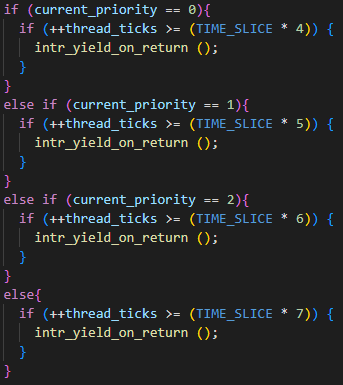 if (current_priority == 0){
  if (++thread_ticks >= (TIME_SLICE * 4)) {
    intr_yield_on_return ();
  }
}
else if (current_priority == 1){
  if (++thread_ticks >= (TIME_SLICE * 5)) {
    intr_yield_on_return ();
  }
}
else if (current_priority == 2){
  if (++thread_ticks >= (TIME_SLICE * 6)) {
    intr_yield_on_return ();
  }
}
else{
  if (++thread_ticks >= (TIME_SLICE * 7)) {
    intr_yield_on_return ();
  }
}